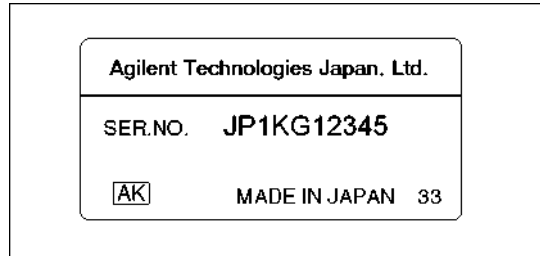 Agilent Technologies Japan, Ltd.
SER.NO. JP1KG12345
AK MADE IN JAPAN 33